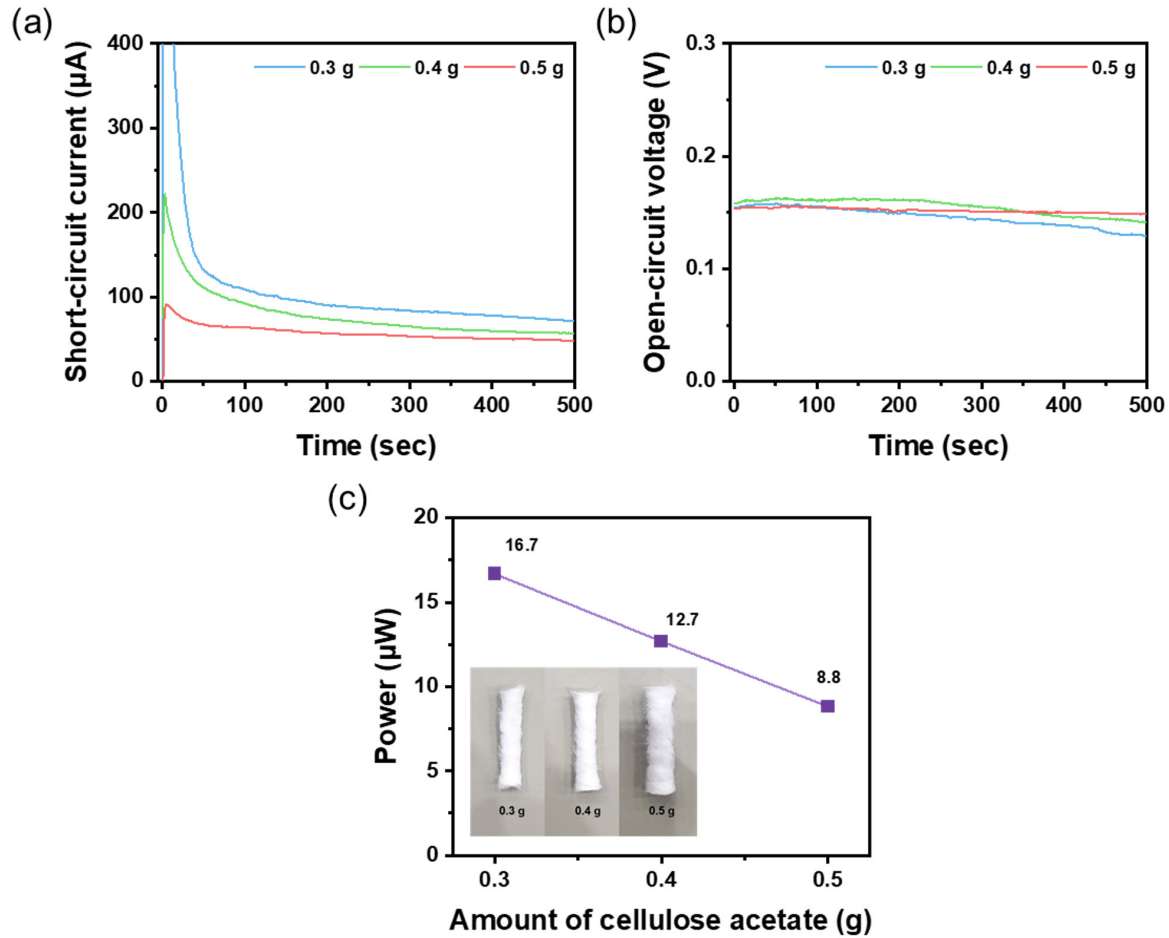 (a)
400
300
200
100
0
Short-circuit current (µA)
0.3 g 0.4 g 0.5 g
0 100 200 300 400 500
Time (sec)
(b)
0.3
0.2
0.1
0.0
Open-circuit voltage (V)
0.3 g 0.4 g 0.5 g
0 100 200 300 400 500
Time (sec)
(c)
20
15
10
5
0
Power (µW)
16.7
12.7
8.8
0.3 g 0.4 g 0.5 g
0.3 0.4 0.5
Amount of cellulose acetate (g)